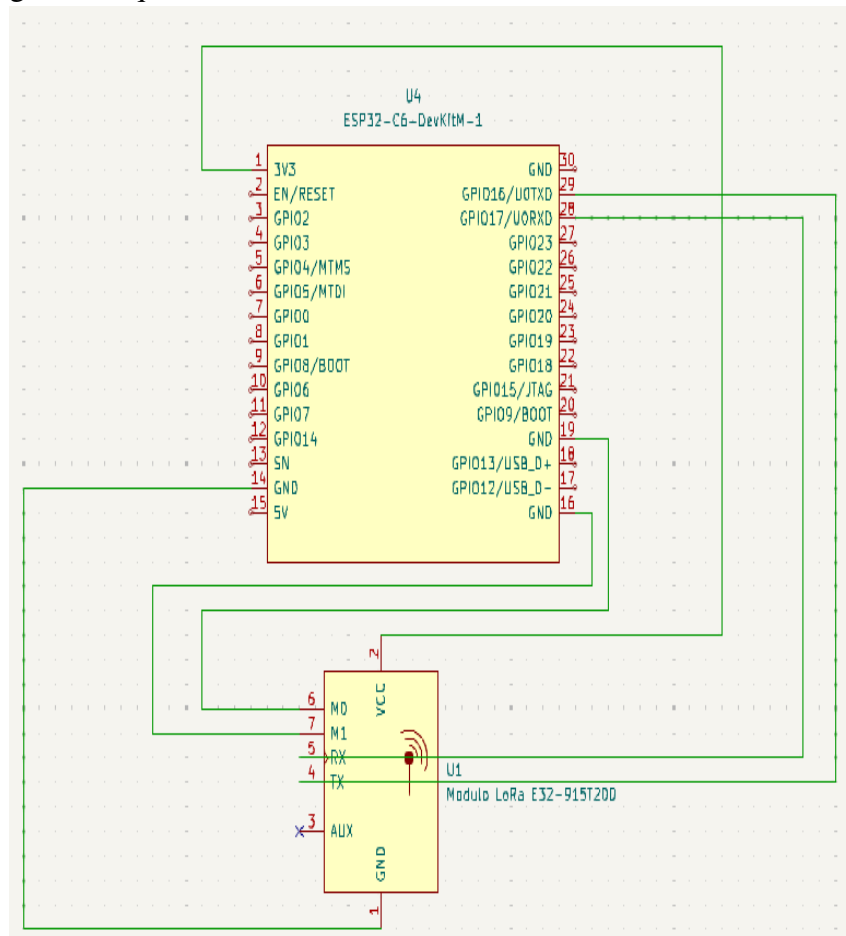 U4
ESP32-C6-DevKitM-1
1 3V3 GND 30
2 EN/RESET GPIO16/U0TXD 29
3 GPIO2 GPIO17/U0RXD 28
4 GPIO3 GPIO23 27
5 GPIO4/MTMS GPIO22 26
6 GPIO5/MTDI GPIO21 25
7 GPIO0 GPIO20 24
8 GPIO1 GPIO19 23
9 GPIO8/BOOT GPIO18 22
10 GPIO6 GPIO15/JTAG 21
11 GPIO7 GPIO9/BOOT 20
12 GPIO14 GND 19
13 5N GPIO13/USB_D+ 18
14 GND GPIO12/USB_D- 17
15 5V GND 16
2
VCC
6 M0
7 M1
5 RX
4 TX
U1
Modulo LoRa E32-915T20D
3 AUX
GND
1